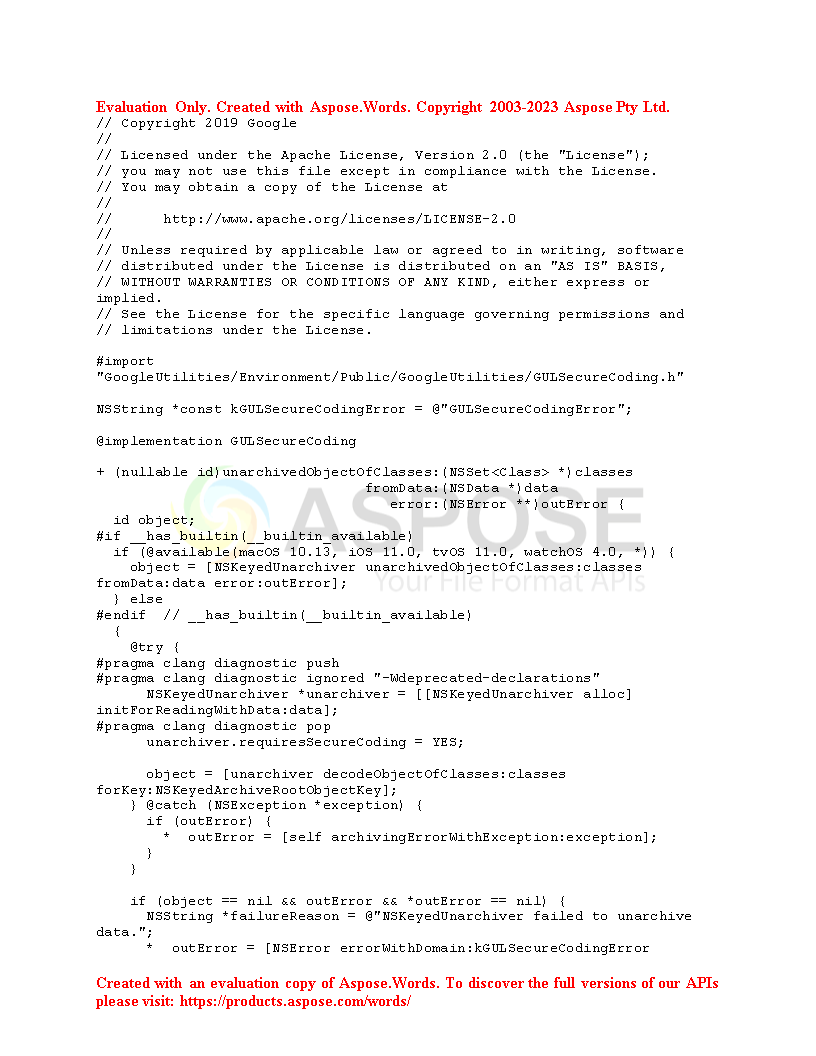 Evaluation Only. Created with Aspose.Words. Copyright 2003-2023 Aspose Pty Ltd.
// Copyright 2019 Google
//
// Licensed under the Apache License, Version 2.0 (the "License");
// you may not use this file except in compliance with the License.
// You may obtain a copy of the License at
//
//      http://www.apache.org/licenses/LICENSE-2.0
//
// Unless required by applicable law or agreed to in writing, software
// distributed under the License is distributed on an "AS IS" BASIS,
// WITHOUT WARRANTIES OR CONDITIONS OF ANY KIND, either express or
implied.
// See the License for the specific language governing permissions and
// limitations under the License.

#import
"GoogleUtilities/Environment/Public/GoogleUtilities/GULSecureCoding.h"

NSString *const kGULSecureCodingError = @"GULSecureCodingError";

@implementation GULSecureCoding

+ (nullable id)unarchivedObjectOfClasses:(NSSet<Class> *)classes
                                fromData:(NSData *)data
                                   error:(NSError **)outError {
  id object;
#if __has_builtin(__builtin_available)
  if (@available(macOS 10.13, iOS 11.0, tvOS 11.0, watchOS 4.0, *)) {
    object = [NSKeyedUnarchiver unarchivedObjectOfClasses:classes
fromData:data error:outError];
  } else
#endif  // __has_builtin(__builtin_available)
  {
    @try {
#pragma clang diagnostic push
#pragma clang diagnostic ignored "-Wdeprecated-declarations"
      NSKeyedUnarchiver *unarchiver = [[NSKeyedUnarchiver alloc]
initForReadingWithData:data];
#pragma clang diagnostic pop
      unarchiver.requiresSecureCoding = YES;

      object = [unarchiver decodeObjectOfClasses:classes
forKey:NSKeyedArchiveRootObjectKey];
    } @catch (NSException *exception) {
      if (outError) {
        *  outError = [self archivingErrorWithException:exception];
      }
    }

    if (object == nil && outError && *outError == nil) {
      NSString *failureReason = @"NSKeyedUnarchiver failed to unarchive
data.";
      *  outError = [NSError errorWithDomain:kGULSecureCodingError
ASPOSE
Your File Format APIs
Created with an evaluation copy of Aspose.Words. To discover the full versions of our APIs
please visit: https://products.aspose.com/words/